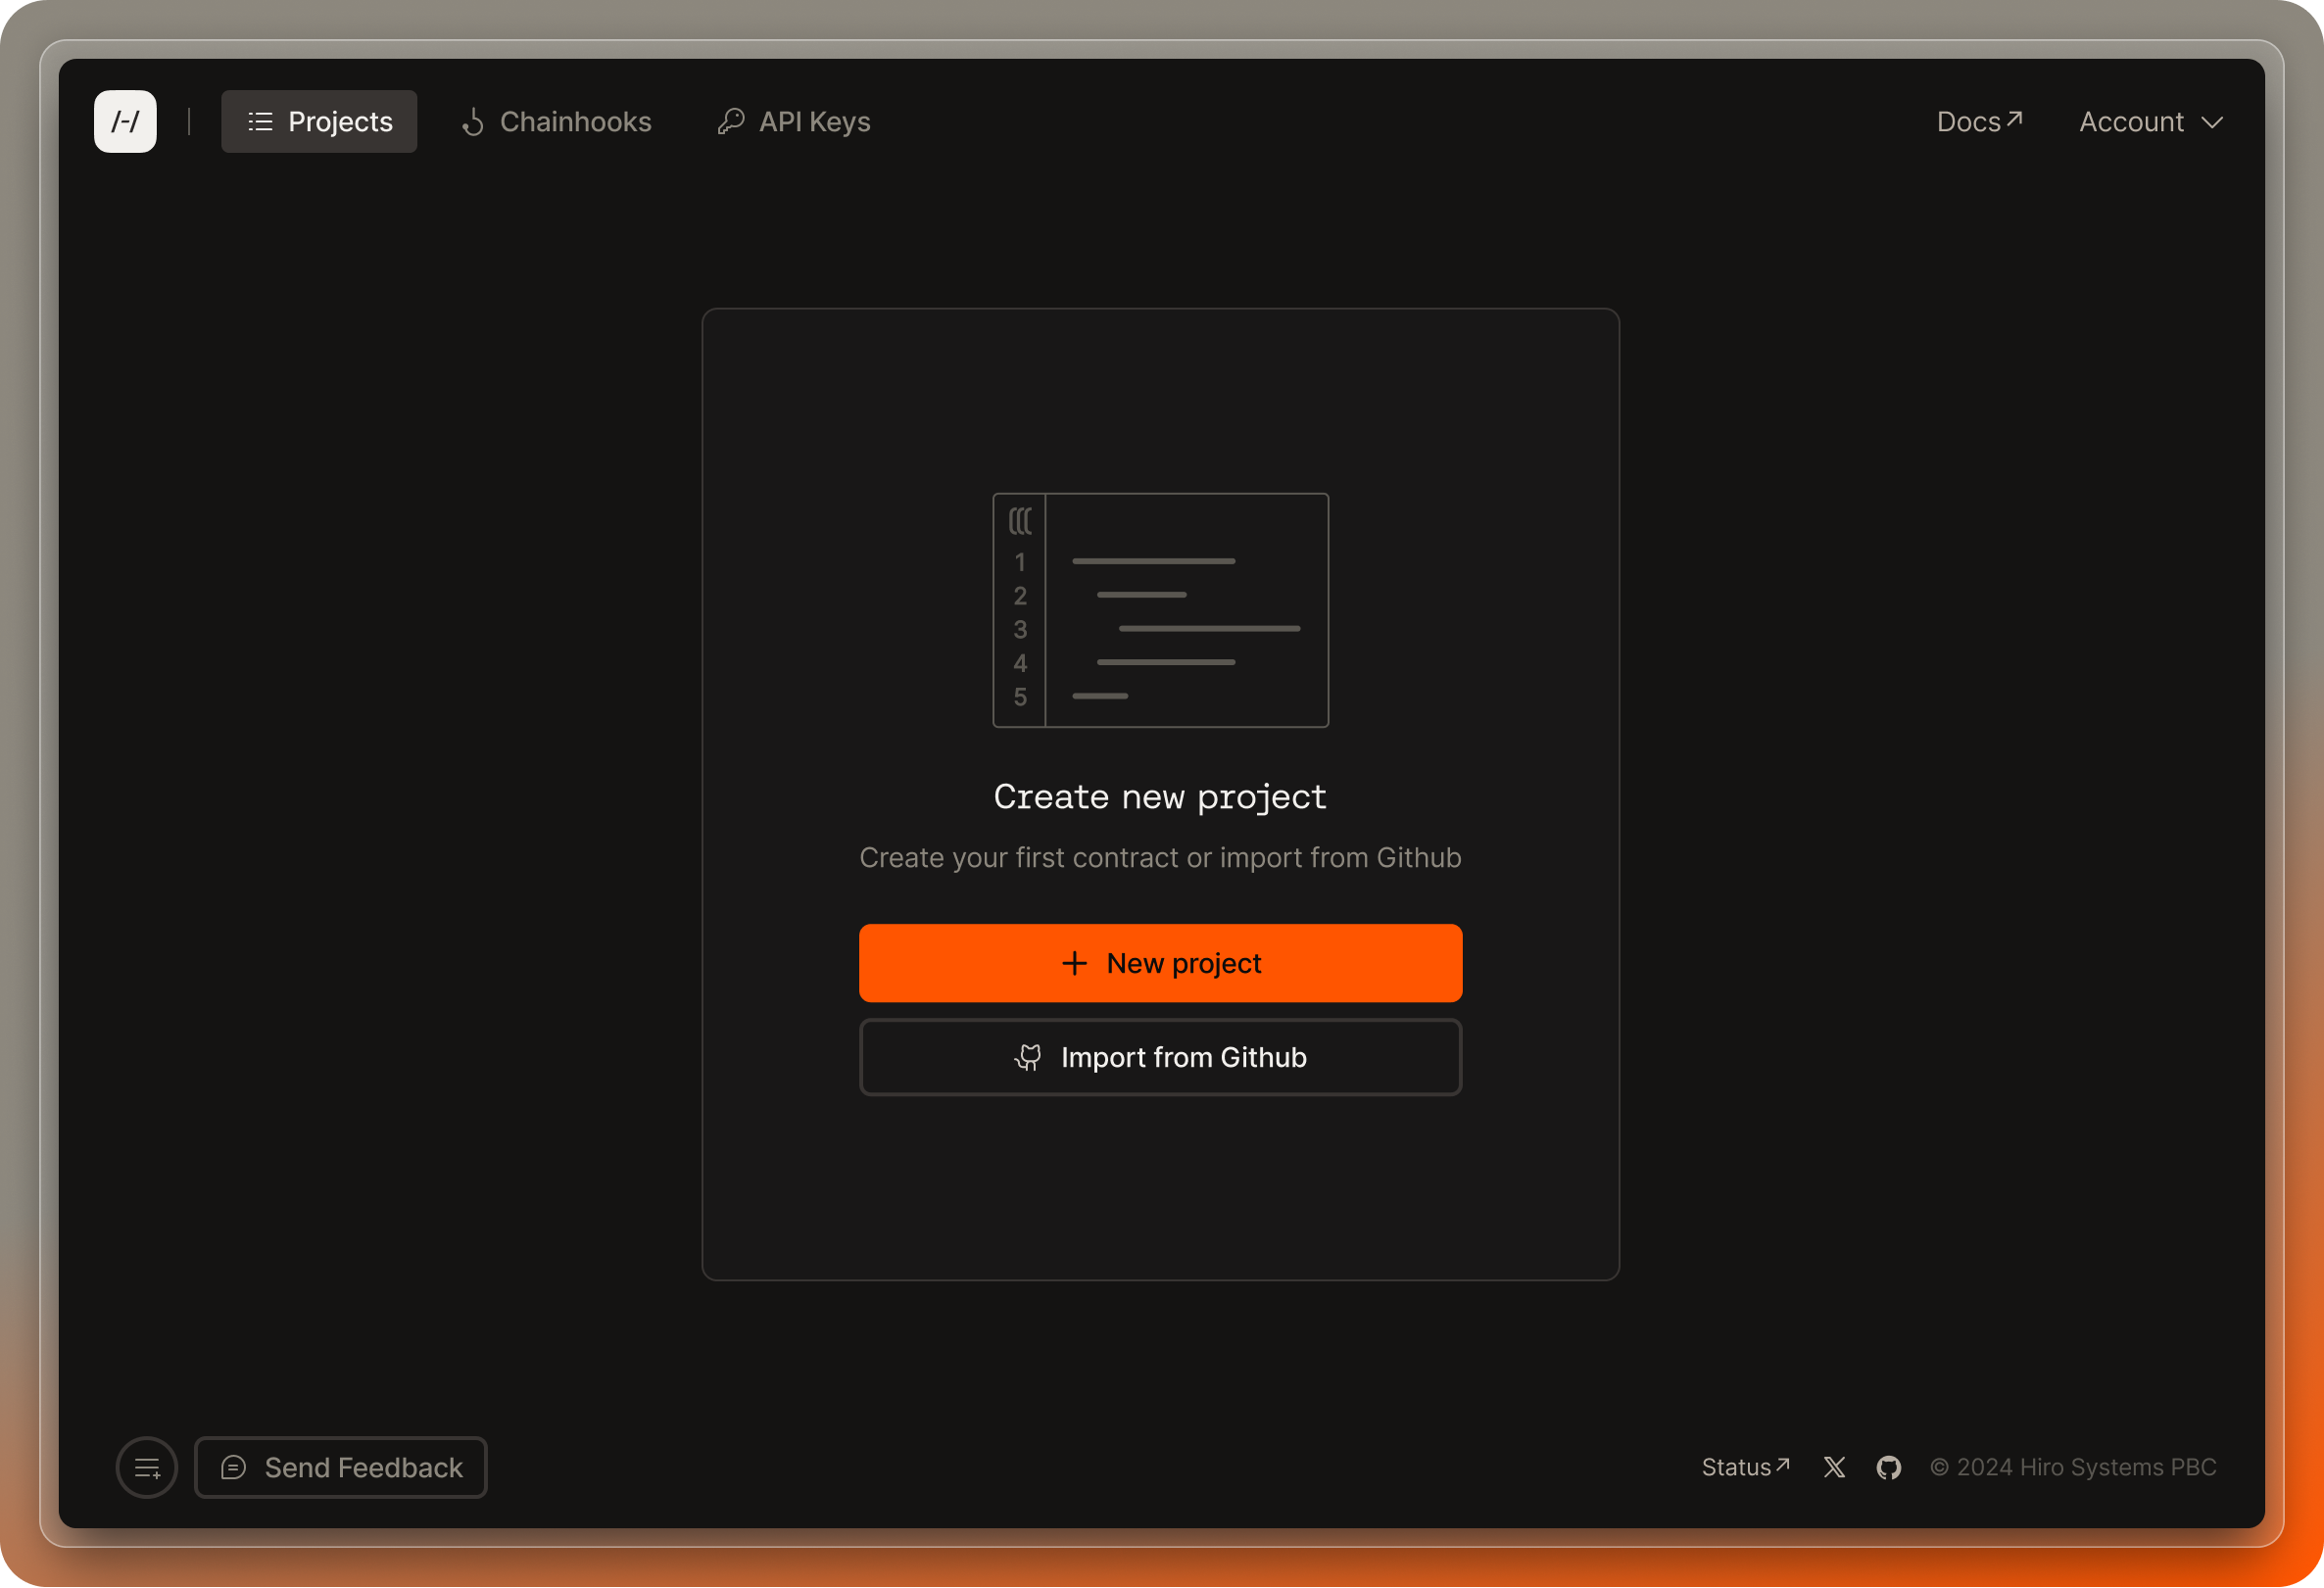 /-/
Projects
Chainhooks
API Keys
Docs
Account
(((
1
2
3
4
5
Create new project
Create your first contract or import from Github
New project
Import from Github
Send Feedback
Status
© 2024 Hiro Systems PBC